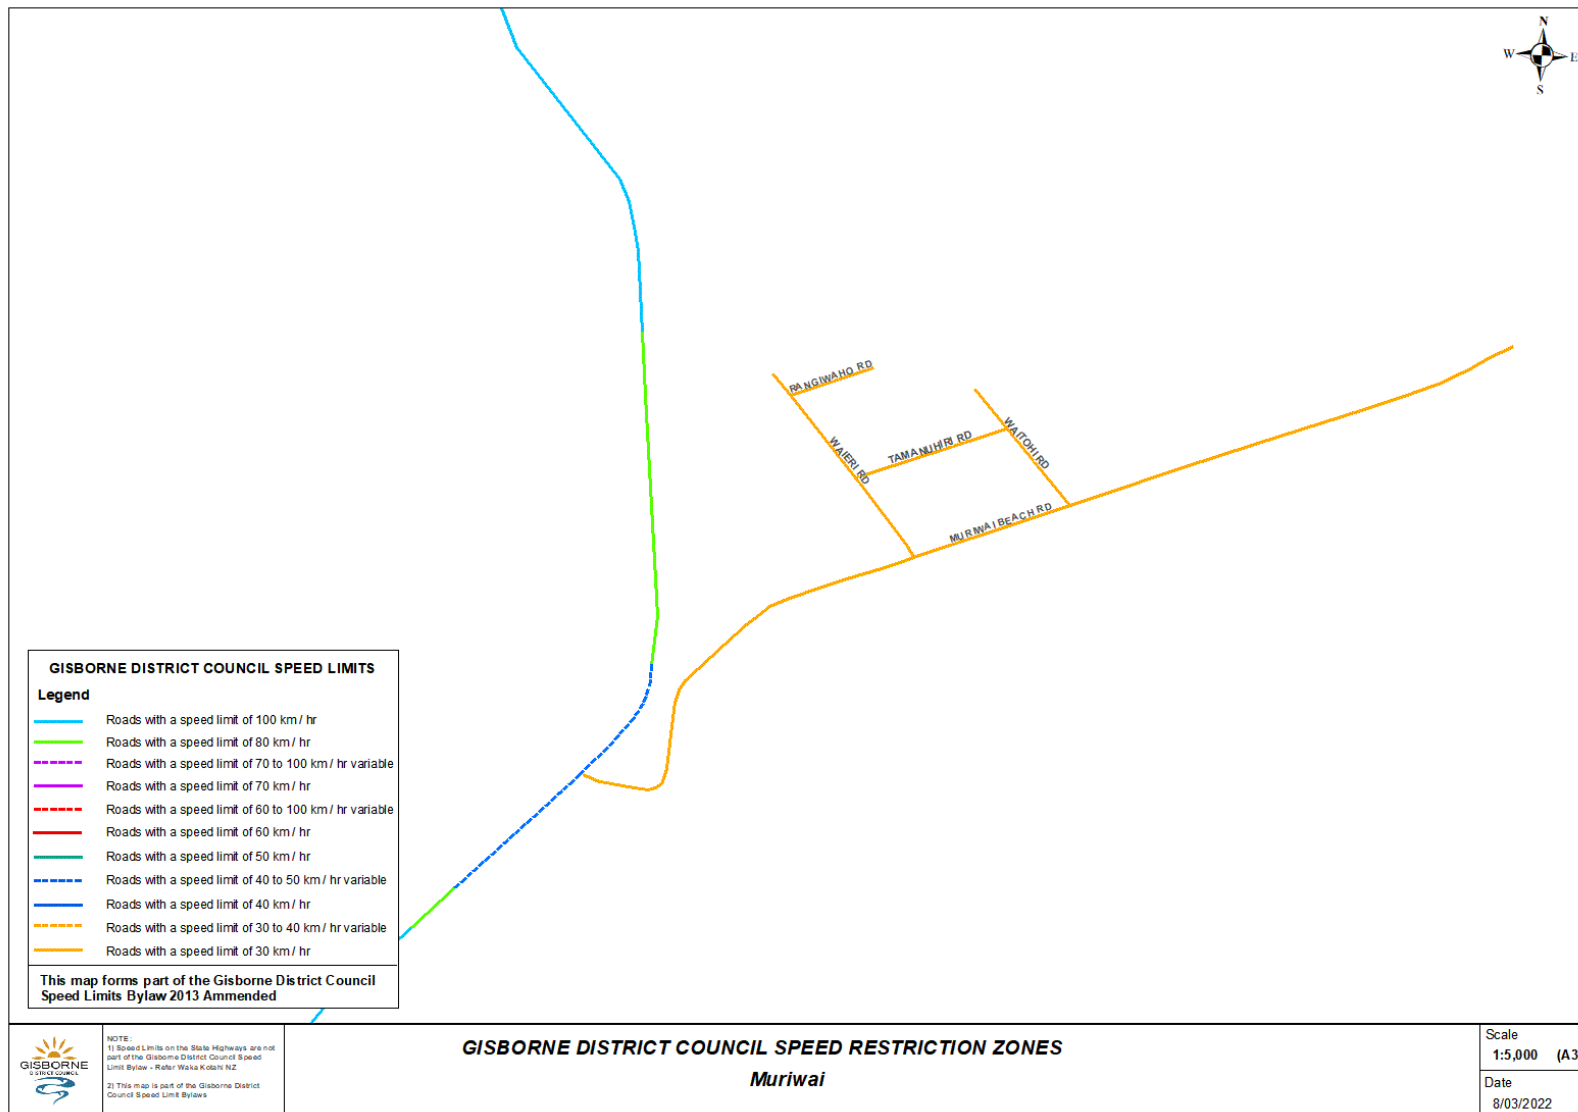 N
W
E
S
RANGIWAHO RD
WAIERI RD
TAMANUHIRI RD
WAITOHI RD
MURIWAI BEACH RD
GISBORNE DISTRICT COUNCIL SPEED LIMITS
Legend
Roads with a speed limit of 100 km / hr
Roads with a speed limit of 80 km / hr
Roads with a speed limit of 70 to 100 km / hr variable
Roads with a speed limit of 70 km / hr
Roads with a speed limit of 60 to 100 km / hr variable
Roads with a speed limit of 60 km / hr
Roads with a speed limit of 50 km / hr
Roads with a speed limit of 40 to 50 km / hr variable
Roads with a speed limit of 40 km / hr
Roads with a speed limit of 30 to 40 km / hr variable
Roads with a speed limit of 30 km / hr
This map forms part of the Gisborne District Council
Speed Limits Bylaw 2013 Ammended
GISBORNE
DISTRICT COUNCIL
NOTE:
1) Speed Limits on the State Highways are not
part of the Gisborne District Council Speed
Limit Bylaw - Refer Waka Kotahi NZ
2) This map is part of the Gisborne District
Council Speed Limit Bylaws
GISBORNE DISTRICT COUNCIL SPEED RESTRICTION ZONES
Muriwai
Scale
1:5,000 (A3
Date
8/03/2022